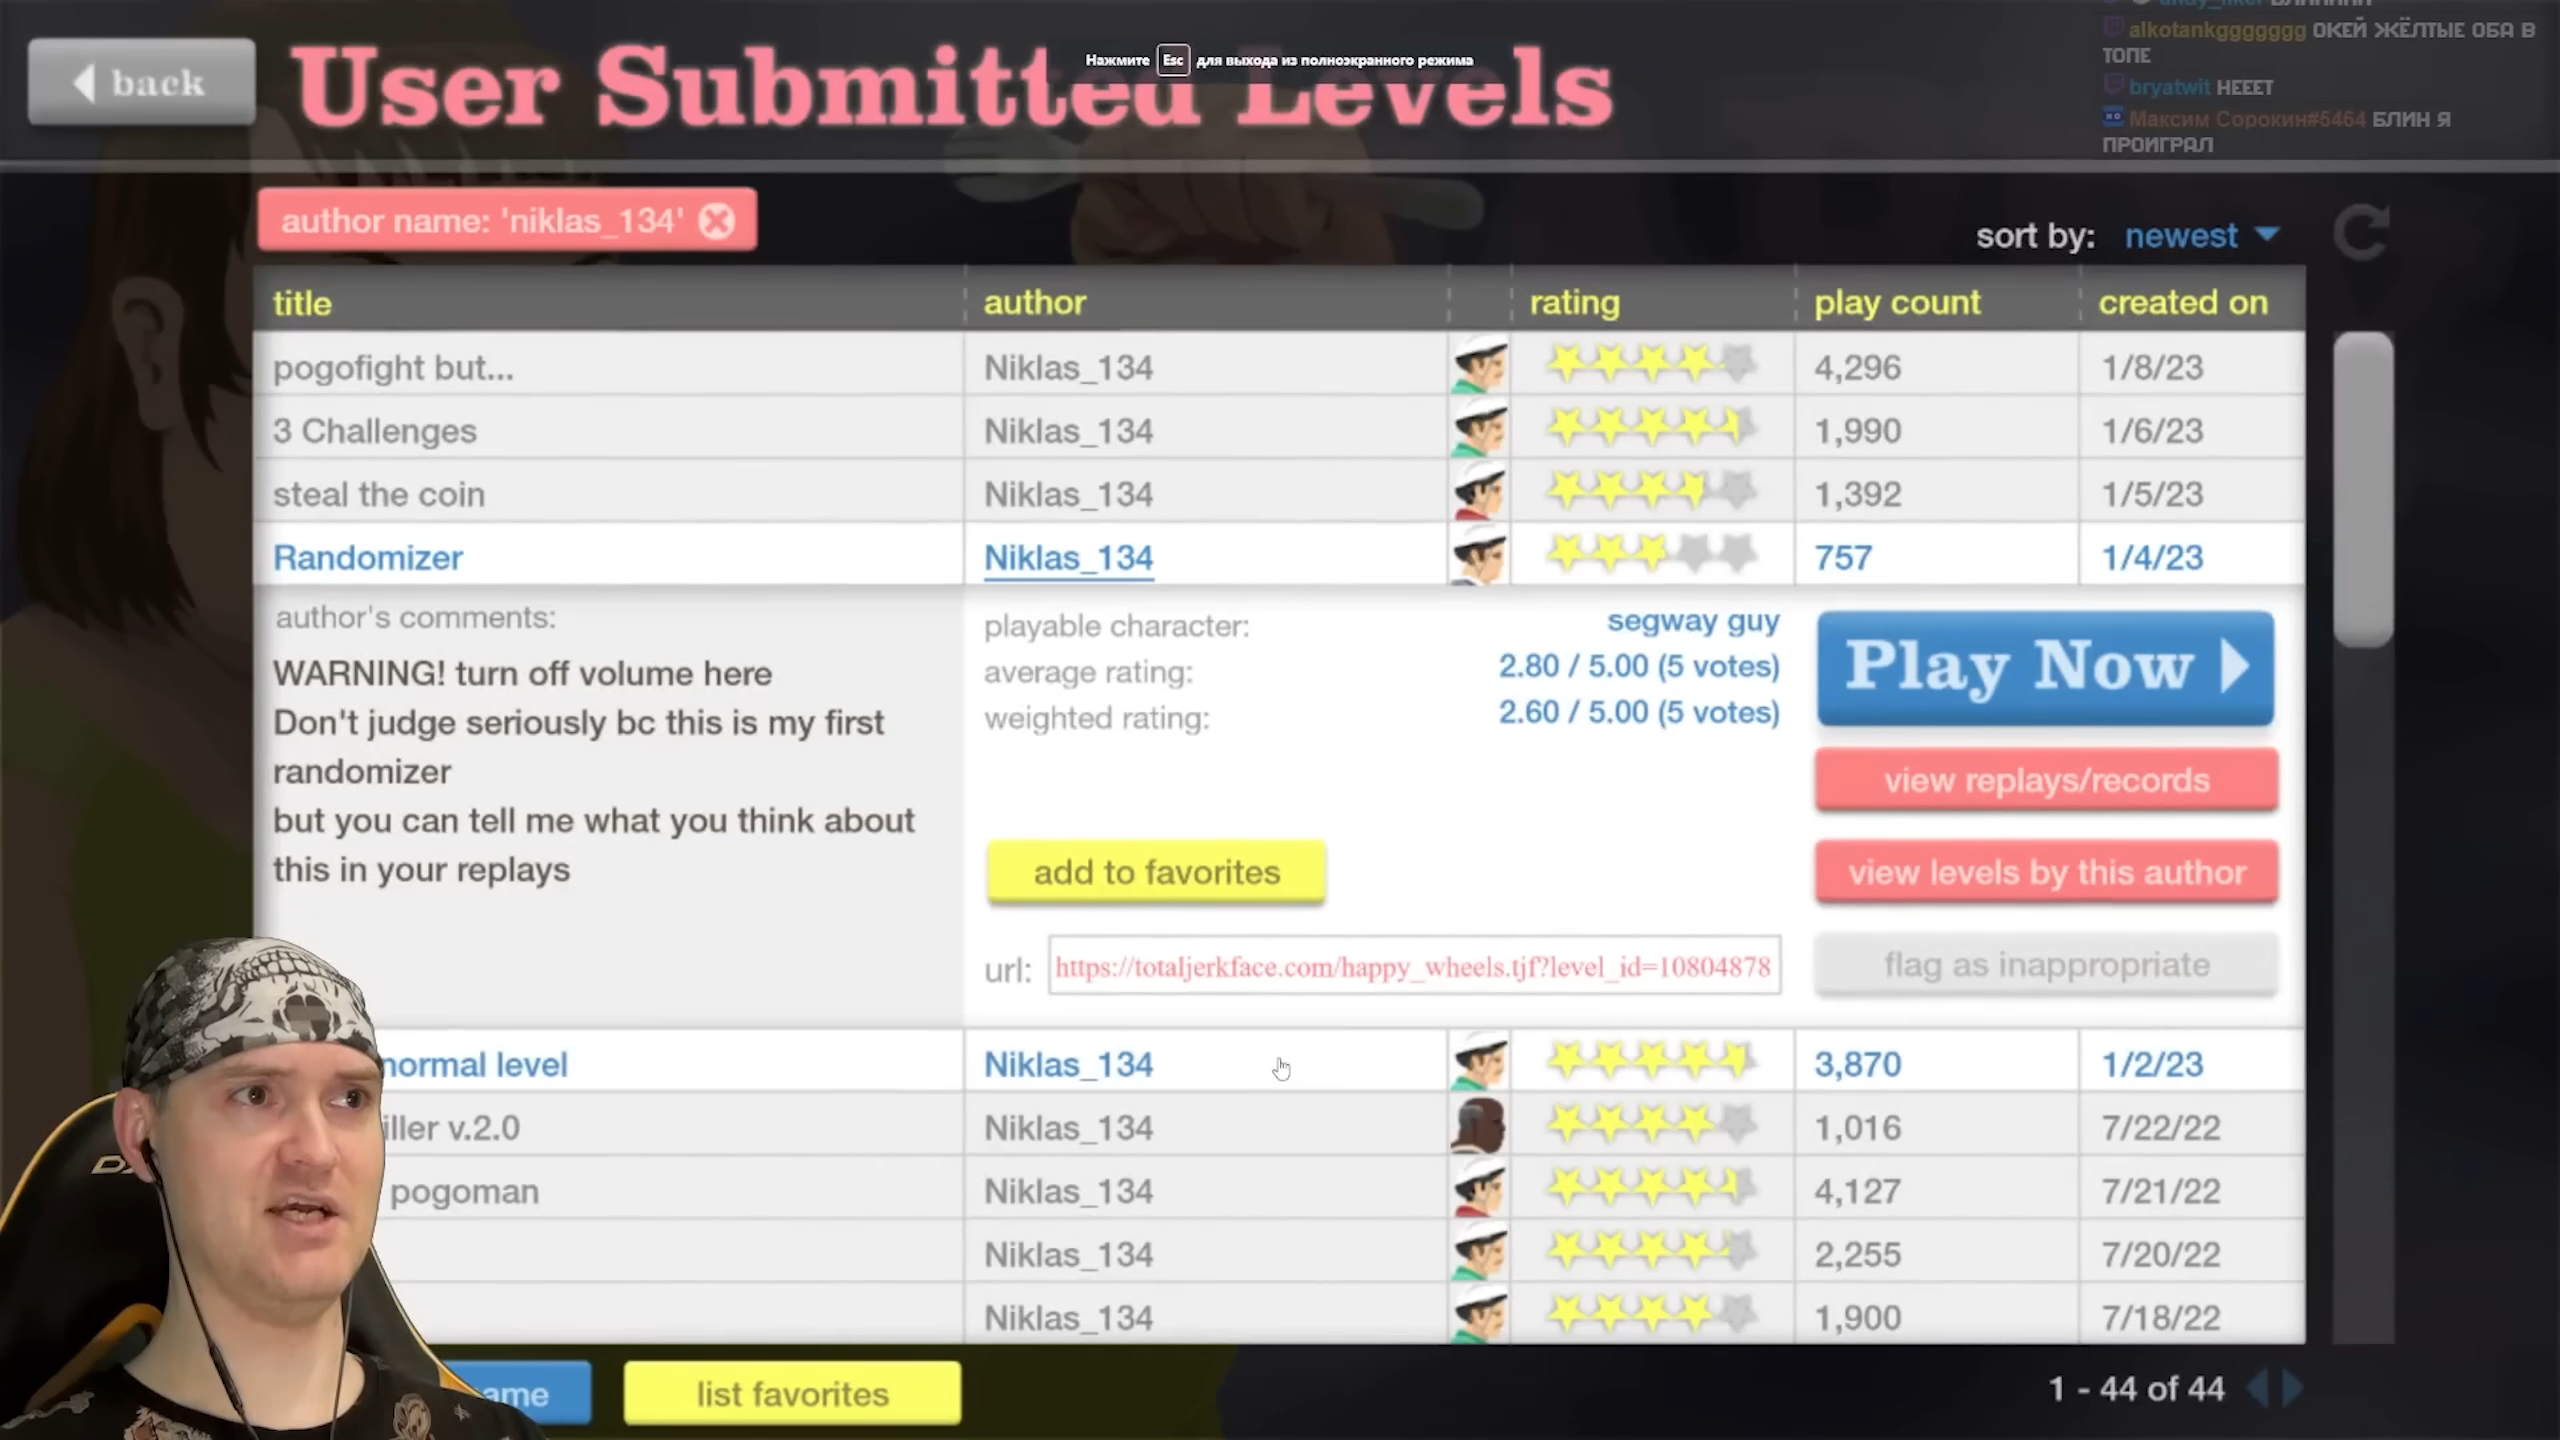 back
User Submitted Levels
Нажмите Esc для выхода из полноэкранного режима
alkotankggggggg ОКЕЙ ЖЁЛТЫЕ ОБА В
ТОПЕ
bryatwit НЕЕЕТ
Максим Сорокин#5464 БЛИН Я
ПРОИГРАЛ
author name: 'niklas_134'
sort by: newest
title author rating play count created on
pogofight but... Niklas_134 4,296 1/8/23
3 Challenges Niklas_134 1,990 1/6/23
steal the coin Niklas_134 1,392 1/5/23
Randomizer Niklas_134 757 1/4/23
author's comments:
WARNING! turn off volume here
Don't judge seriously bc this is my first
randomizer
but you can tell me what you think about
this in your replays
playable character: segway guy
average rating: 2.80 / 5.00 (5 votes)
weighted rating: 2.60 / 5.00 (5 votes)
add to favorites
url: https://totaljerkface.com/happy_wheels.tjf?level_id=10804878
Play Now
view replays/records
view levels by this author
flag as inappropriate
normal level Niklas_134 3,870 1/2/23
iller v.2.0 Niklas_134 1,016 7/22/22
pogoman Niklas_134 4,127 7/21/22
Niklas_134 2,255 7/20/22
Niklas_134 1,900 7/18/22
ame
list favorites
1 - 44 of 44